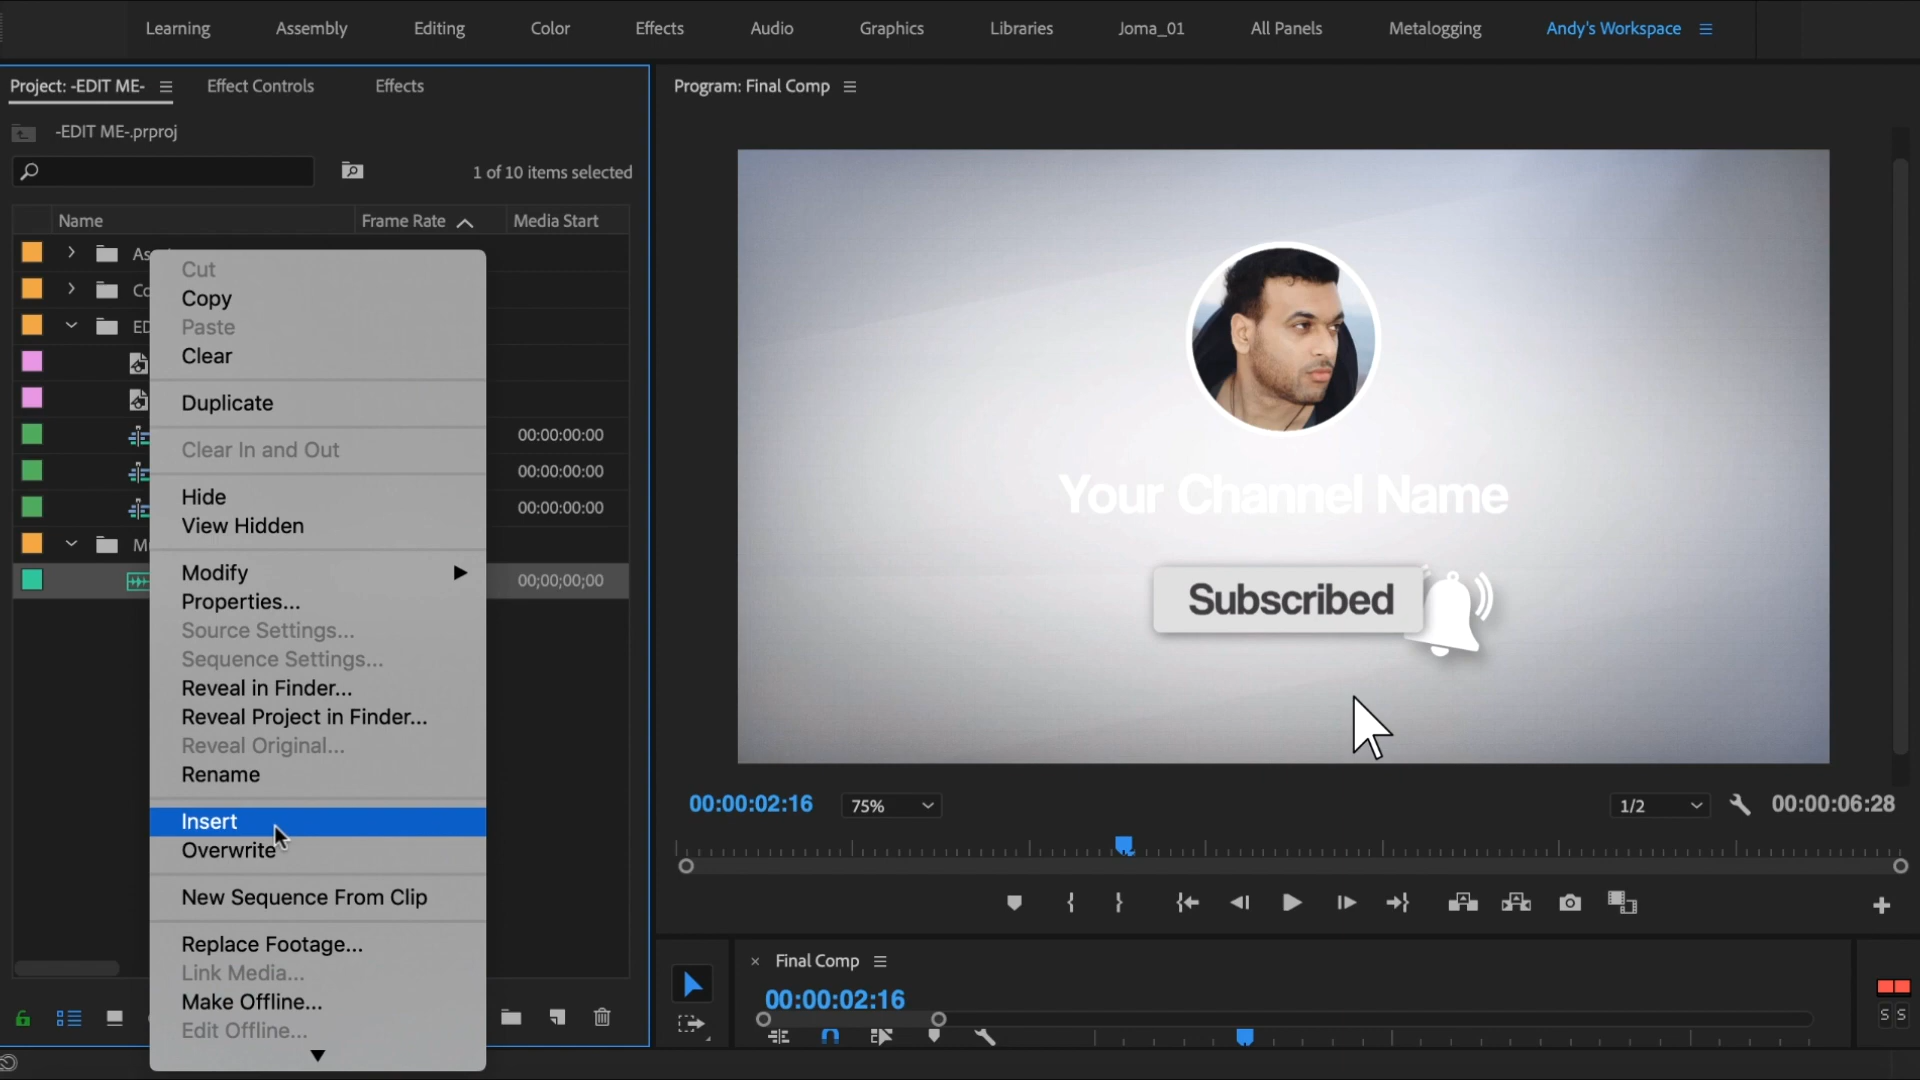 Learning Assembly Editing Color Effects Audio Graphics Libraries Joma_01 All Panels Metalogging Andy's Workspace
Project: -EDIT ME- Effect Controls Effects
-EDIT ME-.prproj
1 of 10 items selected
Name Frame Rate Media Start
Cut
Copy
Paste
Clear
Duplicate
Clear In and Out
Hide
View Hidden
Modify
Properties...
Source Settings...
Sequence Settings...
Reveal in Finder...
Reveal Project in Finder...
Reveal Original...
Rename
Insert
Overwrite
New Sequence From Clip
Replace Footage...
Link Media...
Make Offline...
Edit Offline...
00:00:00:00
00:00:00:00
00:00:00:00
00;00;00;00
Program: Final Comp
Your Channel Name
Subscribed
00:00:02:16 75% 1/2 00:00:06:28
× Final Comp
00:00:02:16
S S